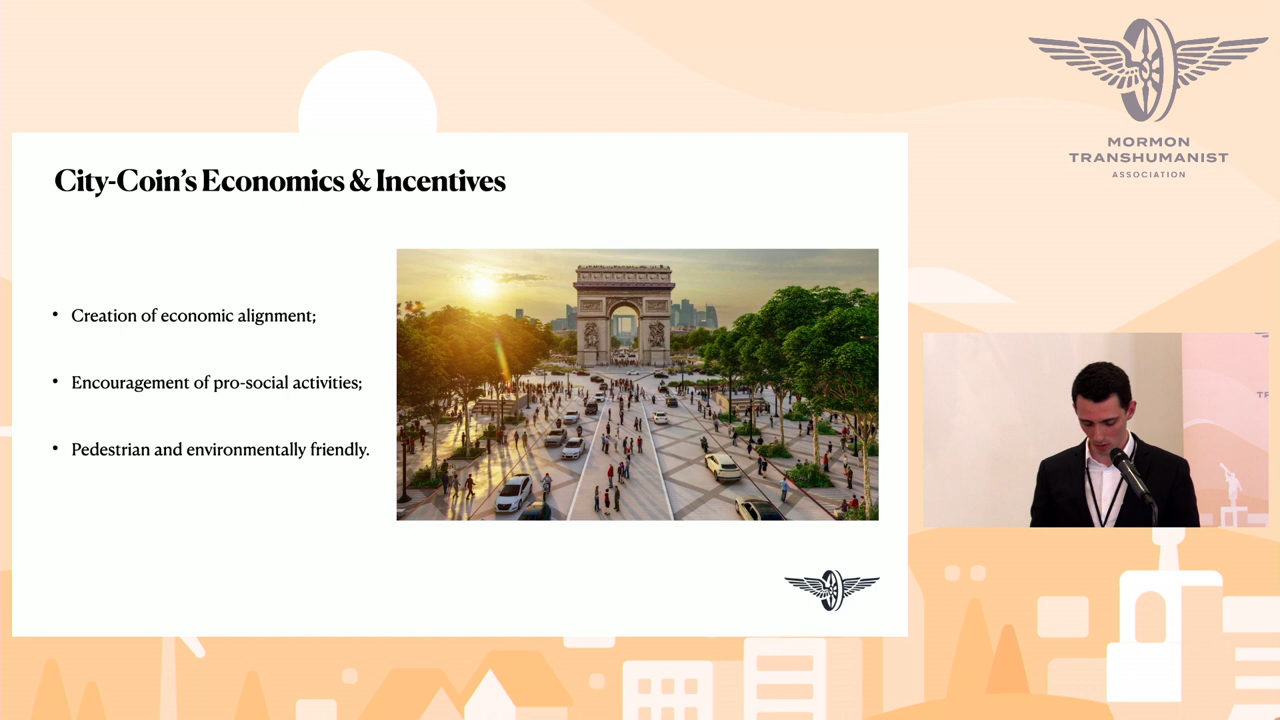 MORMON
TRANSHUMANIST
ASSOCIATION
City-Coin’s Economics & Incentives
• Creation of economic alignment;
• Encouragement of pro-social activities;
• Pedestrian and environmentally friendly.